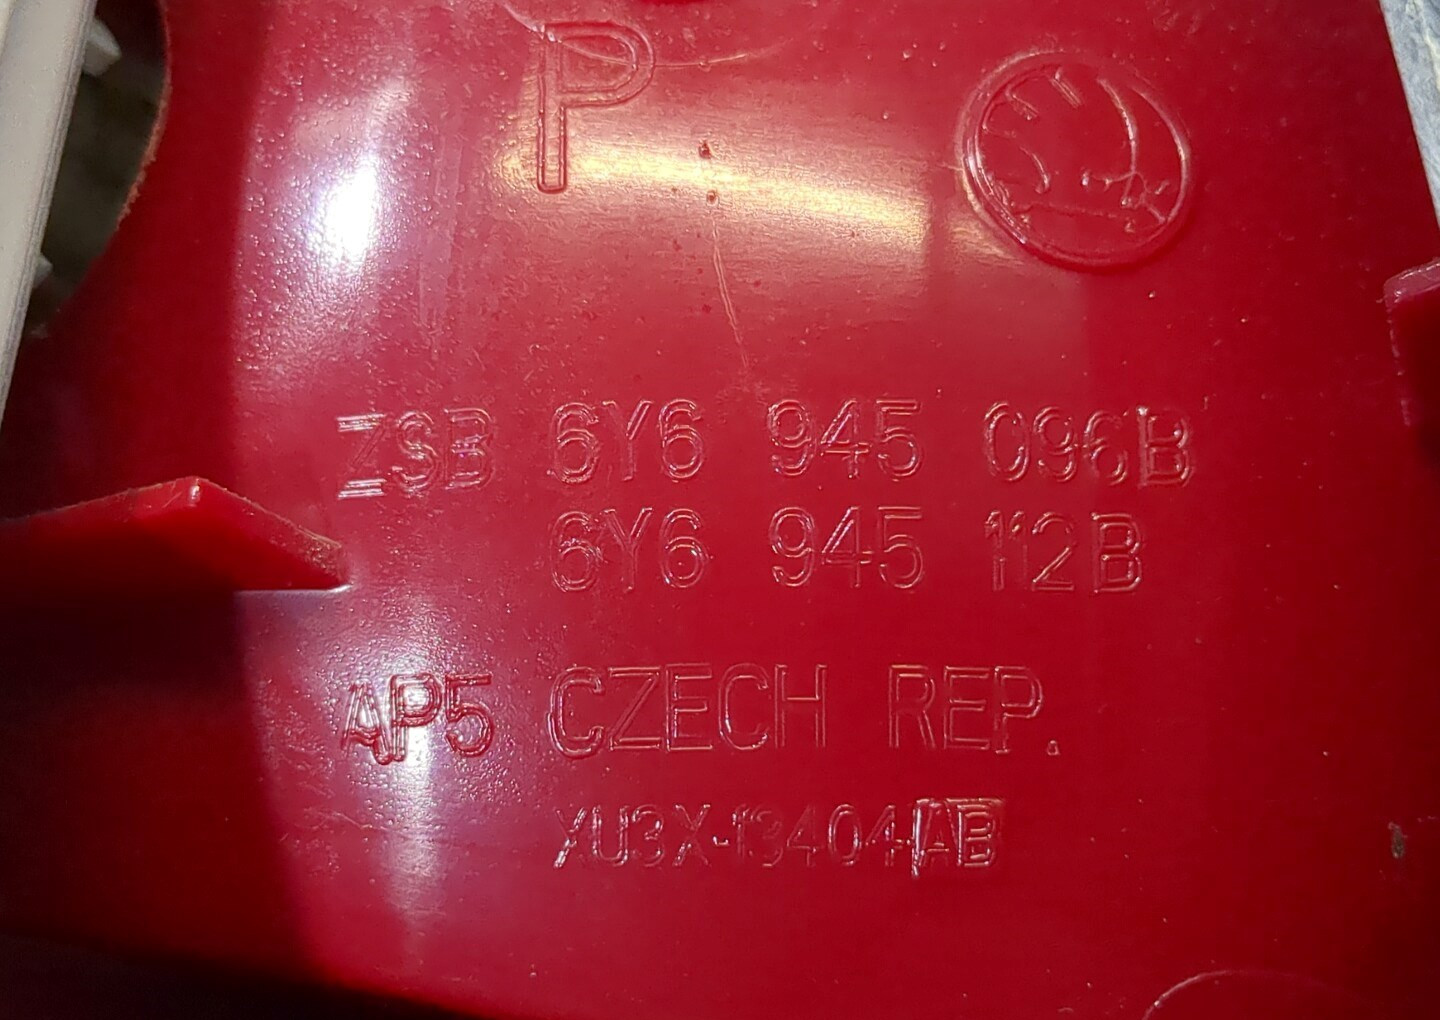 P
ZSB 6Y6 945 096B
6Y6 945 112B
AP5 CZECH REP.
XU3X-13404-AB